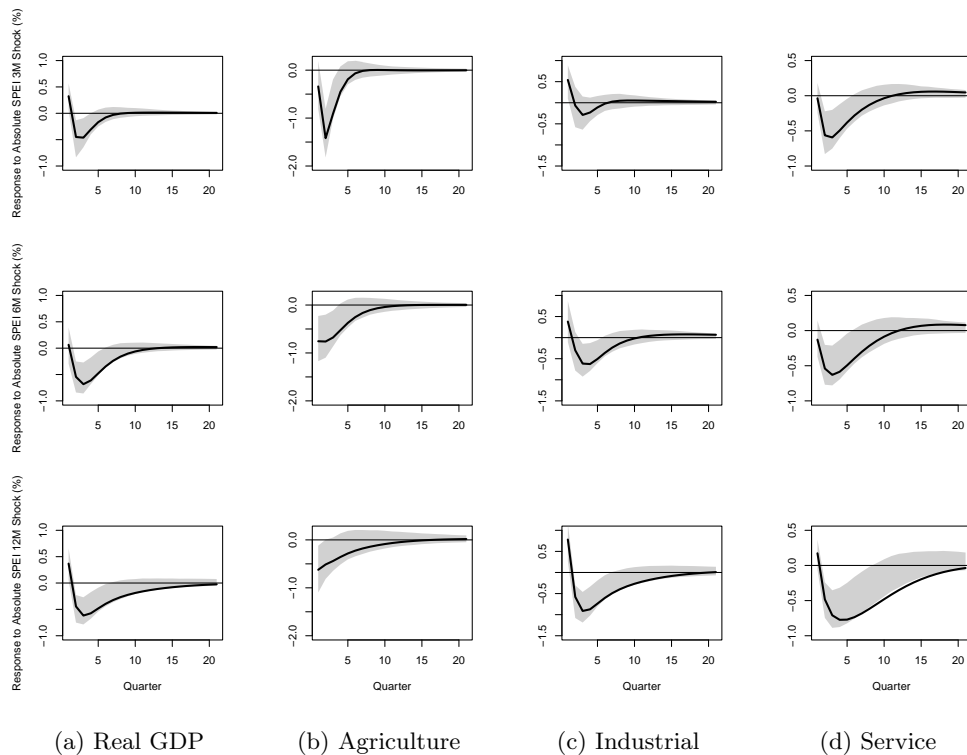 Response to Absolute SPEI 3M Shock (%)
1.0
0.5
0.0
−1.0
5 10 15 20
0.0
−1.0
−2.0
5 10 15 20
0.5
−0.5
−1.5
5 10 15 20
0.5
0.0
−0.5
−1.0
5 10 15 20
Response to Absolute SPEI 6M Shock (%)
1.0
0.5
0.0
−1.0
5 10 15 20
0.0
−1.0
−2.0
5 10 15 20
0.5
−0.5
−1.5
5 10 15 20
0.5
0.0
−0.5
−1.0
5 10 15 20
Response to Absolute SPEI 12M Shock (%)
1.0
0.5
0.0
−1.0
5 10 15 20
Quarter
0.0
−1.0
−2.0
5 10 15 20
Quarter
0.5
−0.5
−1.5
5 10 15 20
Quarter
0.5
0.0
−0.5
−1.0
5 10 15 20
Quarter
(a) Real GDP
(b) Agriculture
(c) Industrial
(d) Service